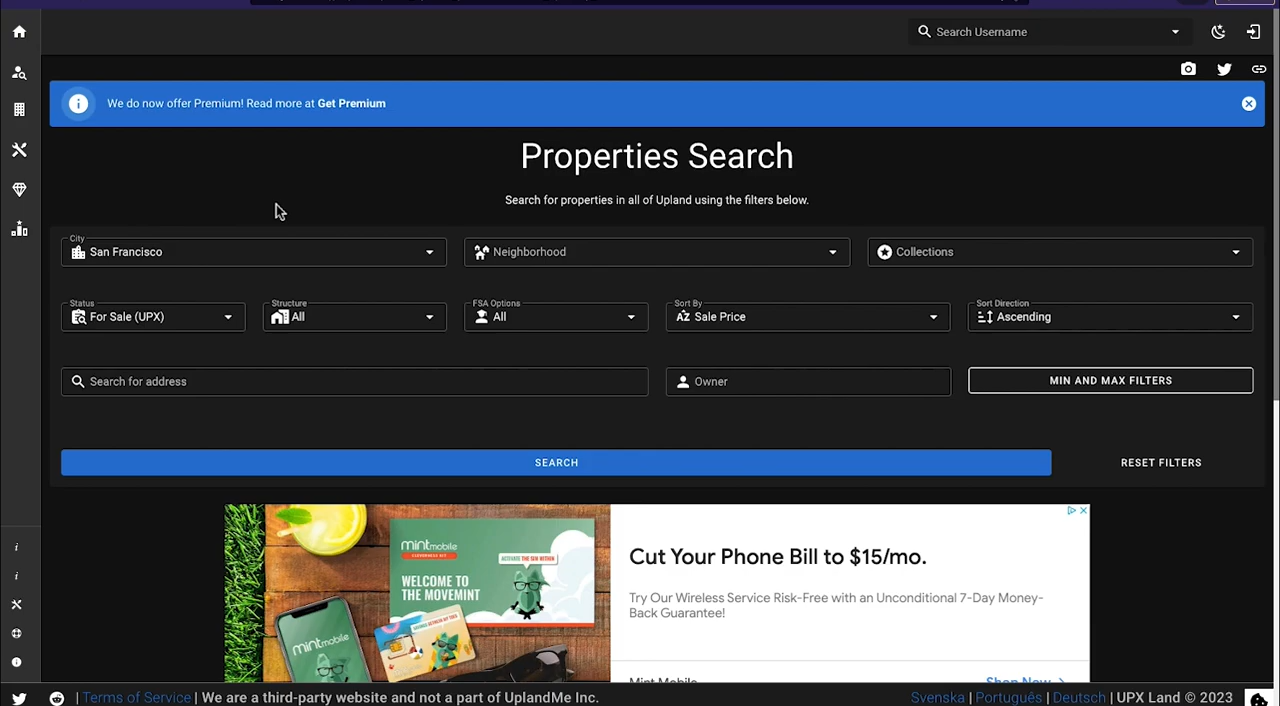 Search Username
We do now offer Premium! Read more at Get Premium
Properties Search
Search for properties in all of Upland using the filters below.
City
San Francisco
Neighborhood
Collections
Status
For Sale (UPX)
Structure
All
FSA Options
All
Sort By
AZ Sale Price
Sort Direction
Ascending
Search for address
Owner
MIN AND MAX FILTERS
SEARCH
RESET FILTERS
mintmobile
WELCOME TO
THE MOVEMINT
mintmobile
Cut Your Phone Bill to $15/mo.
Try Our Wireless Service Risk-Free with an Unconditional 7-Day Money-
Back Guarantee!
Mint Mobile
Shop Now
| Terms of Service | We are a third-party website and not a part of UplandMe Inc.
Svenska | Português | Deutsch | UPX Land © 2023